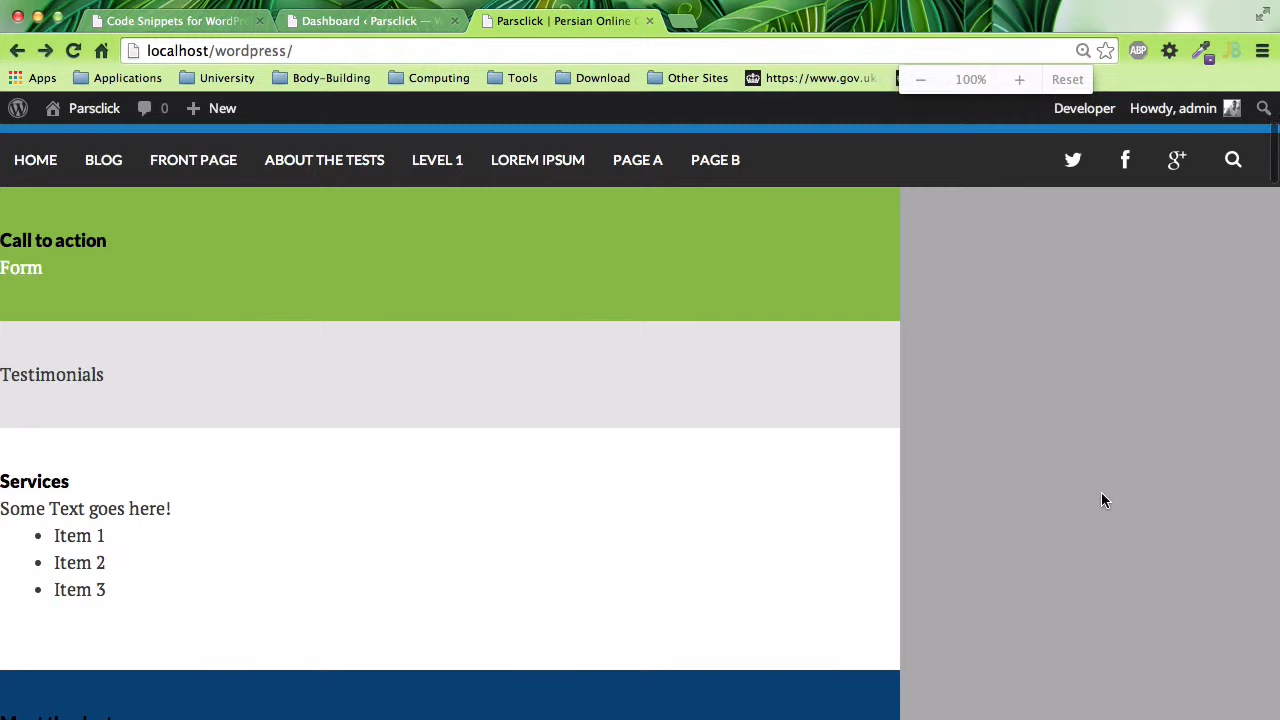 Code Snippets for WordPr
Dashboard ‹ Parsclick — W
Parsclick | Persian Online C
localhost/wordpress/
ABP
JB
Apps
Applications
University
Body-Building
Computing
Tools
Download
Other Sites
https://www.gov.uk
− 100% + Reset
Parsclick
0
+ New
Developer
Howdy, admin
HOME
BLOG
FRONT PAGE
ABOUT THE TESTS
LEVEL 1
LOREM IPSUM
PAGE A
PAGE B
Call to action
Form
Testimonials
Services
Some Text goes here!
• Item 1
• Item 2
• Item 3